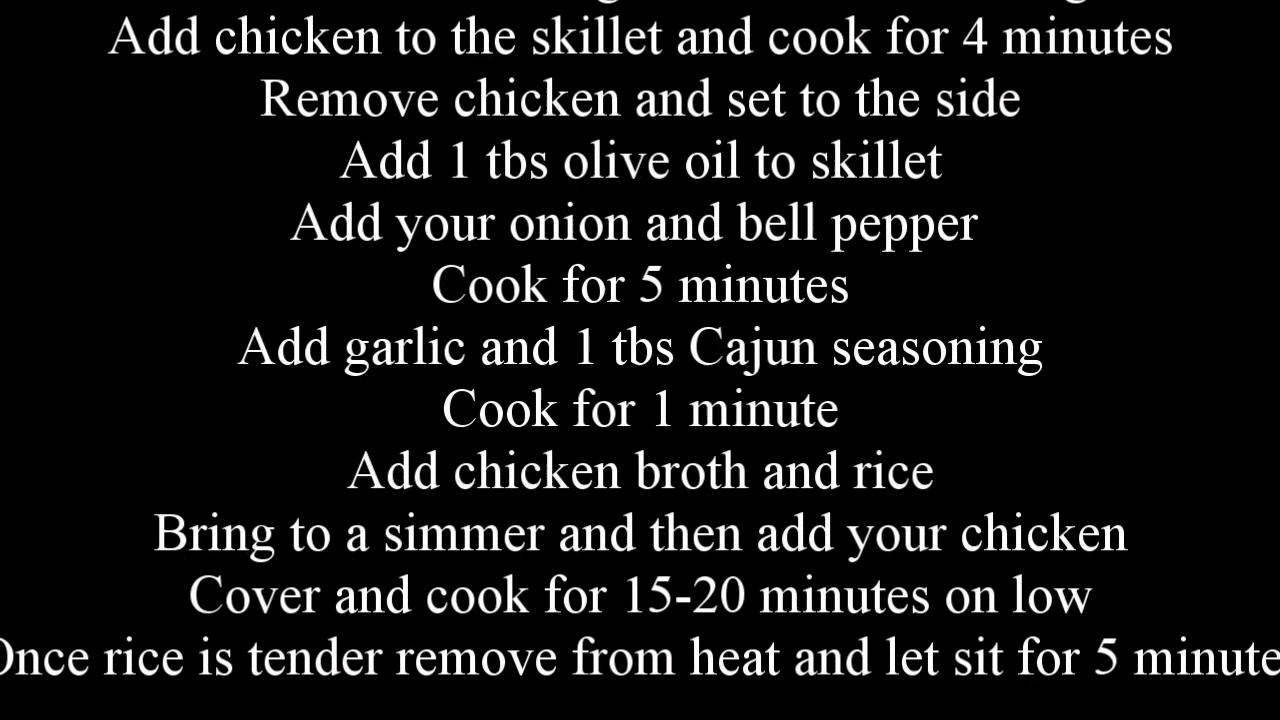 Add chicken to the skillet and cook for 4 minutes
Remove chicken and set to the side
Add 1 tbs olive oil to skillet
Add your onion and bell pepper
Cook for 5 minutes
Add garlic and 1 tbs Cajun seasoning
Cook for 1 minute
Add chicken broth and rice
Bring to a simmer and then add your chicken
Cover and cook for 15-20 minutes on low
Once rice is tender remove from heat and let sit for 5 minute